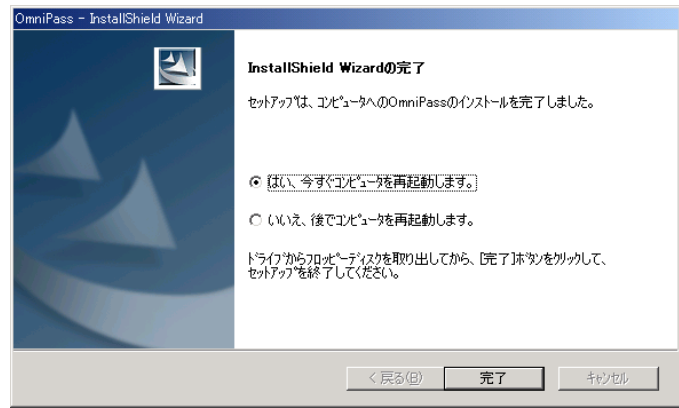 OmniPass - InstallShield Wizard
InstallShield Wizardの完了
ｾｯﾄｱｯﾌﾟは、ｺﾝﾋﾟｭｰﾀへのOmniPassのｲﾝｽﾄｰﾙを完了しました。
はい、今すぐｺﾝﾋﾟｭｰﾀを再起動します。
いいえ、後でｺﾝﾋﾟｭｰﾀを再起動します。
ﾄﾞﾗｲﾌﾞからﾌﾛｯﾋﾟｰﾃﾞｨｽｸを取り出してから、[完了]ﾎﾞﾀﾝをｸﾘｯｸして、
ｾｯﾄｱｯﾌﾟを終了してください。
< 戻る(B)
完了
ｷｬﾝｾﾙ